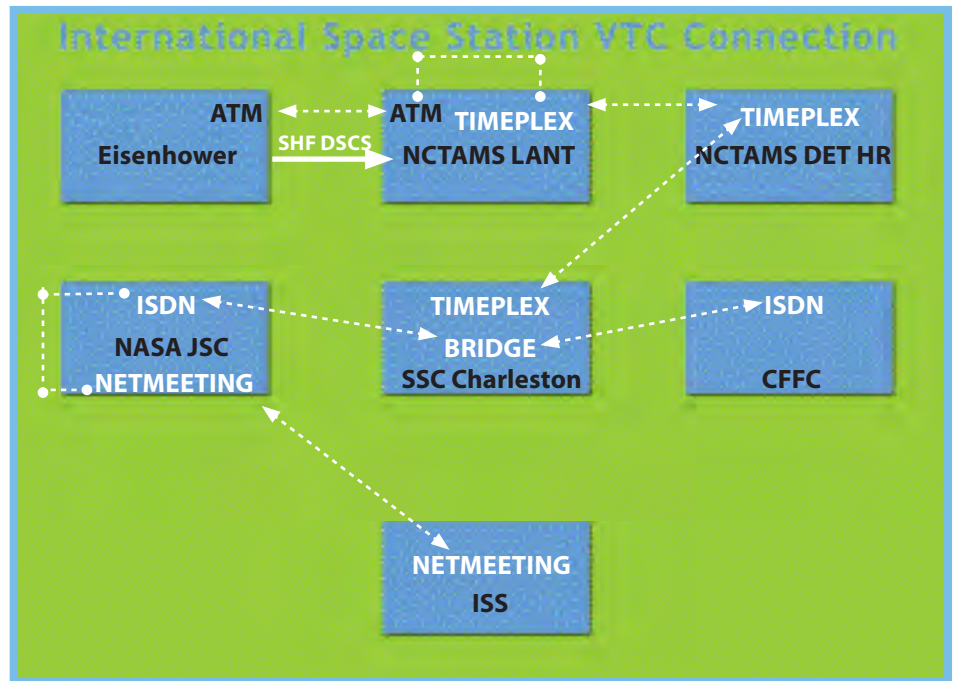 International Space Station VTC Connection
ATM
Eisenhower
SHF DSCS
ATM
TIMEPLEX
NCTAMS LANT
TIMEPLEX
NCTAMS DET HR
ISDN
NASA JSC
NETMEETING
TIMEPLEX
BRIDGE
SSC Charleston
ISDN
CFFC
NETMEETING
ISS